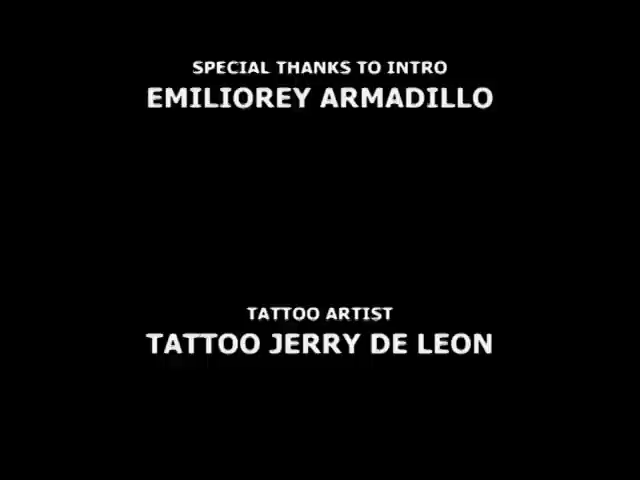 SPECIAL THANKS TO INTRO
EMILIOREY ARMADILLO
TATTOO ARTIST
TATTOO JERRY DE LEON